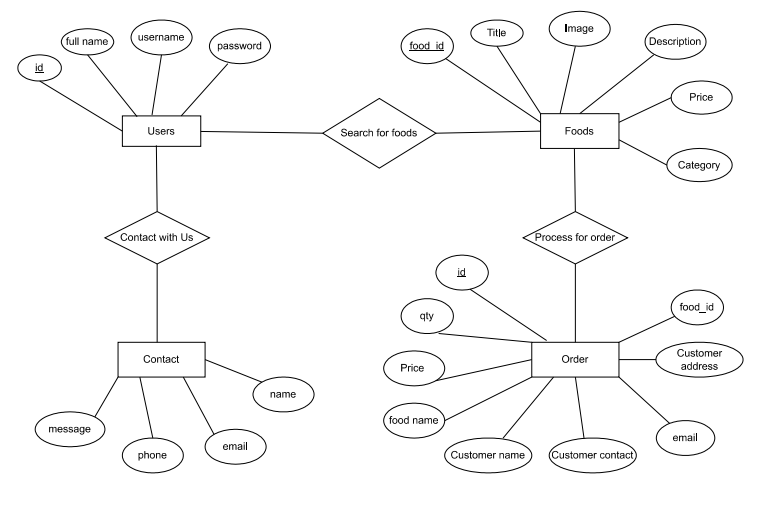 id
full name
username
password
food_id
Title
Image
Description
Price
Category
Users
Search for foods
Foods
Contact with Us
Process for order
id
qty
Price
food name
Customer name
Customer contact
email
Customer
address
food_id
Order
Contact
message
phone
email
name